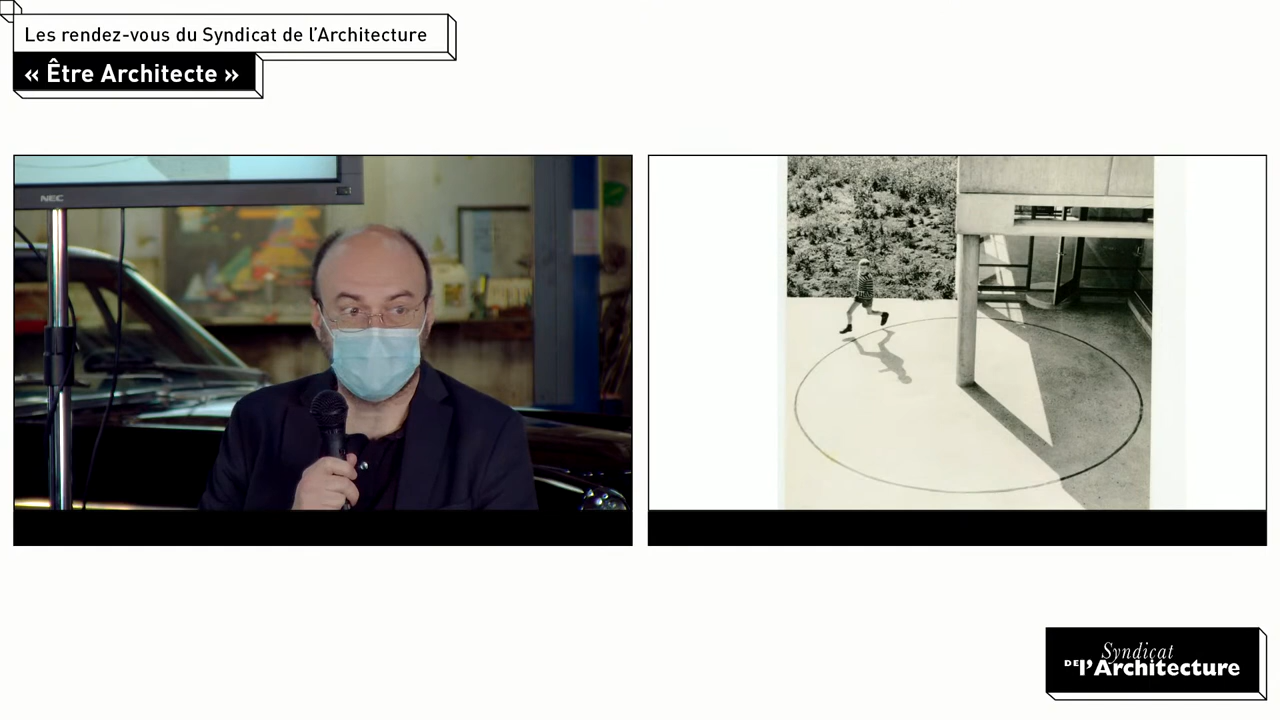 Les rendez-vous du Syndicat de l’Architecture
« Être Architecte »
NEC
Syndicat
DE l’Architecture